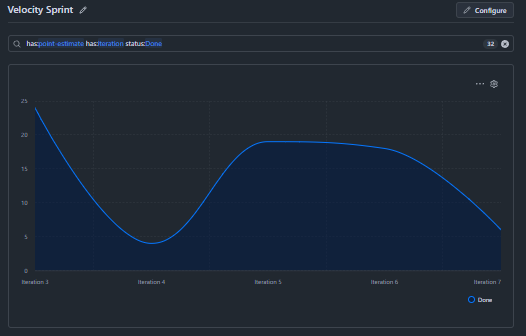 Velocity Sprint
Configure
has:point-estimate has:iteration status:Done
32
25
20
15
10
5
0
Iteration 3 Iteration 4 Iteration 5 Iteration 6 Iteration 7
Done